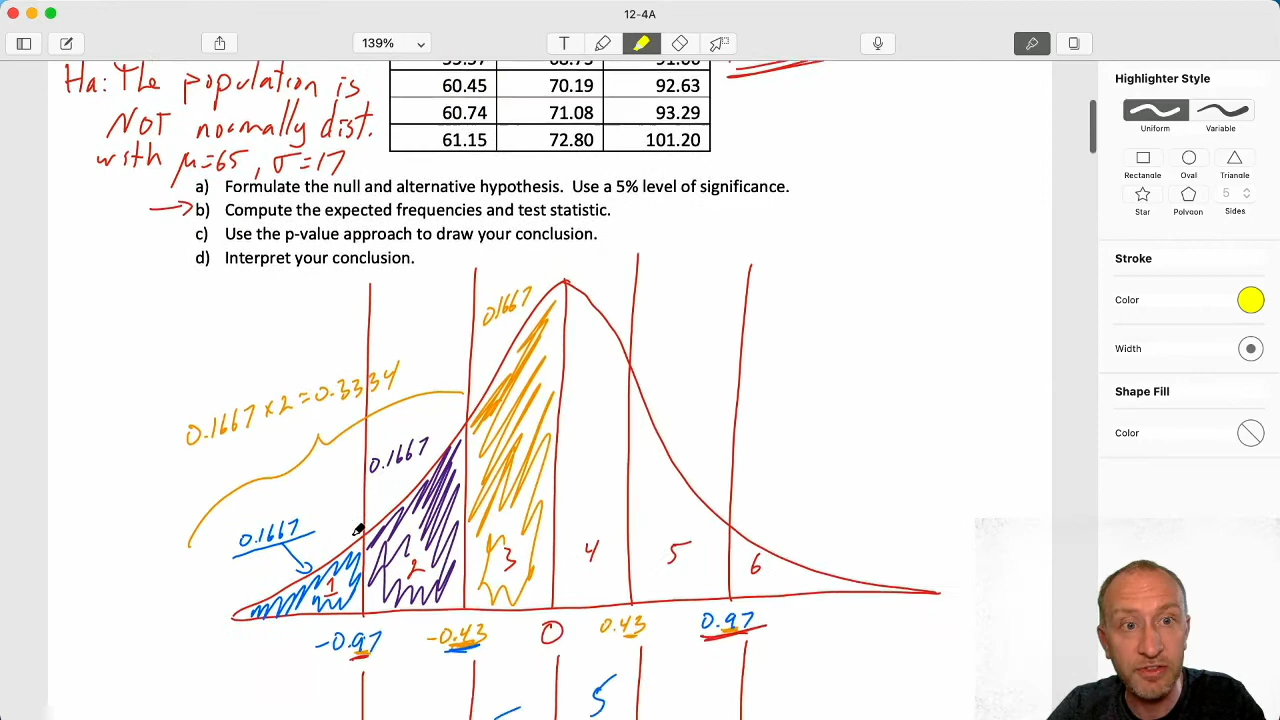 12-4A
139%
Ha: The population is
NOT normally dist.
with μ=65, σ=17
60.45 70.19 92.63
60.74 71.08 93.29
61.15 72.80 101.20
a) Formulate the null and alternative hypothesis. Use a 5% level of significance.
b) Compute the expected frequencies and test statistic.
c) Use the p-value approach to draw your conclusion.
d) Interpret your conclusion.
0.1667
0.1667 x 2 = 0.3334
0.1667
0.1667
1 2 3 4 5 6
-0.97 -0.43 0 0.43 0.97
5
Highlighter Style
Uniform Variable
Rectangle Oval Triangle
5
Star Polygon Sides
Stroke
Color
Width
Shape Fill
Color